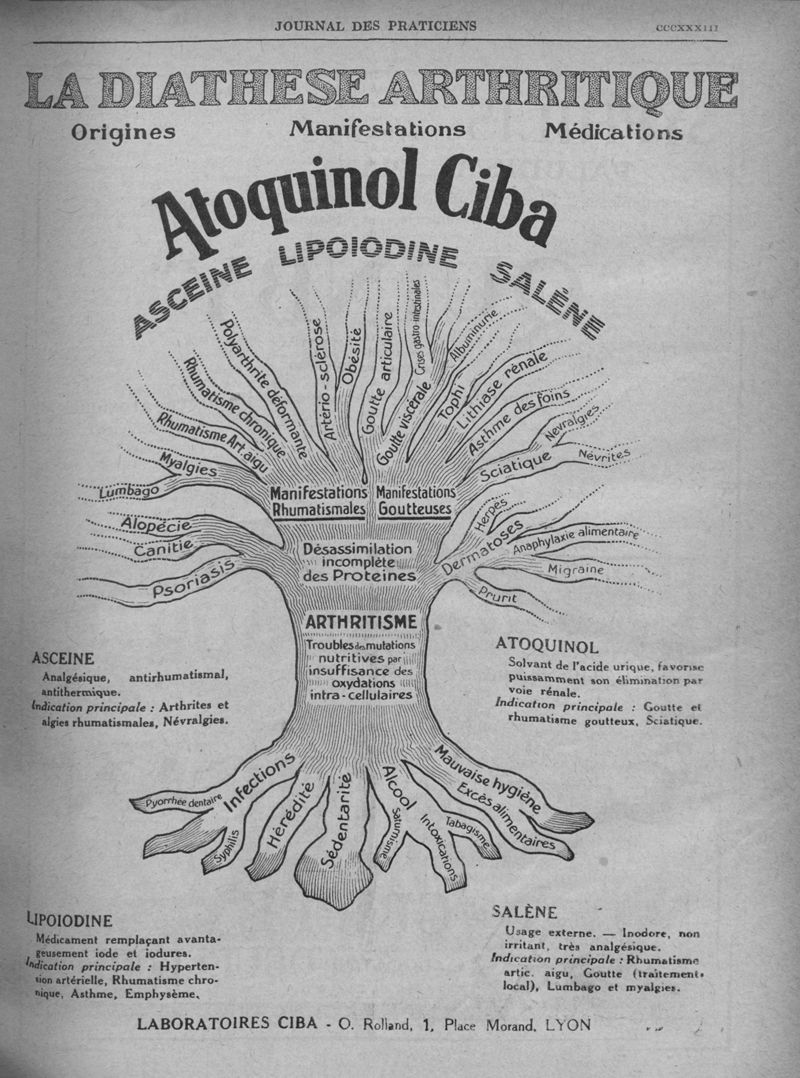 JOURNAL DES PRATICIENS
CCCXXXIII
LA DIATHESE ARTHRITIQUE
Origines Manifestations Médications
Atoquinol Ciba
ASCEINE LIPOIODINE SALÈNE
Polyarthrite déformante
Rhumatisme chronique
Rhumatisme Art. aigu
Myalgies
Lumbago
Alopécie
Canitie
Psoriasis
Artério-sclérose
Obésité
Goutte articulaire
Goutte viscérale
Crises gastro-intestinales
Albuminurie
Tophi
Lithiase rénale
Asthme des foins
Sciatique
Nevralgies
Névrites
Herpès
Dermatoses
Anaphylaxie alimentaire
Migraine
Prurit
Manifestations
Rhumatismales
Manifestations
Goutteuses
Désassimilation
incomplète
des Proteines
ARTHRITISME
Troubles des mutations
nutritives par
insuffisance des
oxydations
intra-cellulaires
ASCEINE
Analgésique, antirhumatismal,
antithermique.
Indication principale : Arthrites et
algies rhumatismales, Névralgies.
ATOQUINOL
Solvant de l'acide urique, favorise
puissamment son élimination par
voie rénale.
Indication principale : Goutte et
rhumatisme goutteux, Sciatique.
Pyorrhée dentaire
Infections
Syphilis
Hérédité
Sédentarité
Alcool
Saturnisme
Intoxications
Tabagisme
Mauvaise hygiène
Excès alimentaires
LIPOIODINE
Médicament remplaçant avanta-
geusement iode et iodures.
Indication principale : Hyperten-
sion artérielle, Rhumatisme chro-
nique, Asthme, Emphysème.
SALÈNE
Usage externe. — Inodore, non
irritant, très analgésique.
Indication principale : Rhumatisme
artic. aigu, Goutte (traitement
local), Lumbago et myalgies.
LABORATOIRES CIBA - O. Rolland, 1, Place Morand, LYON